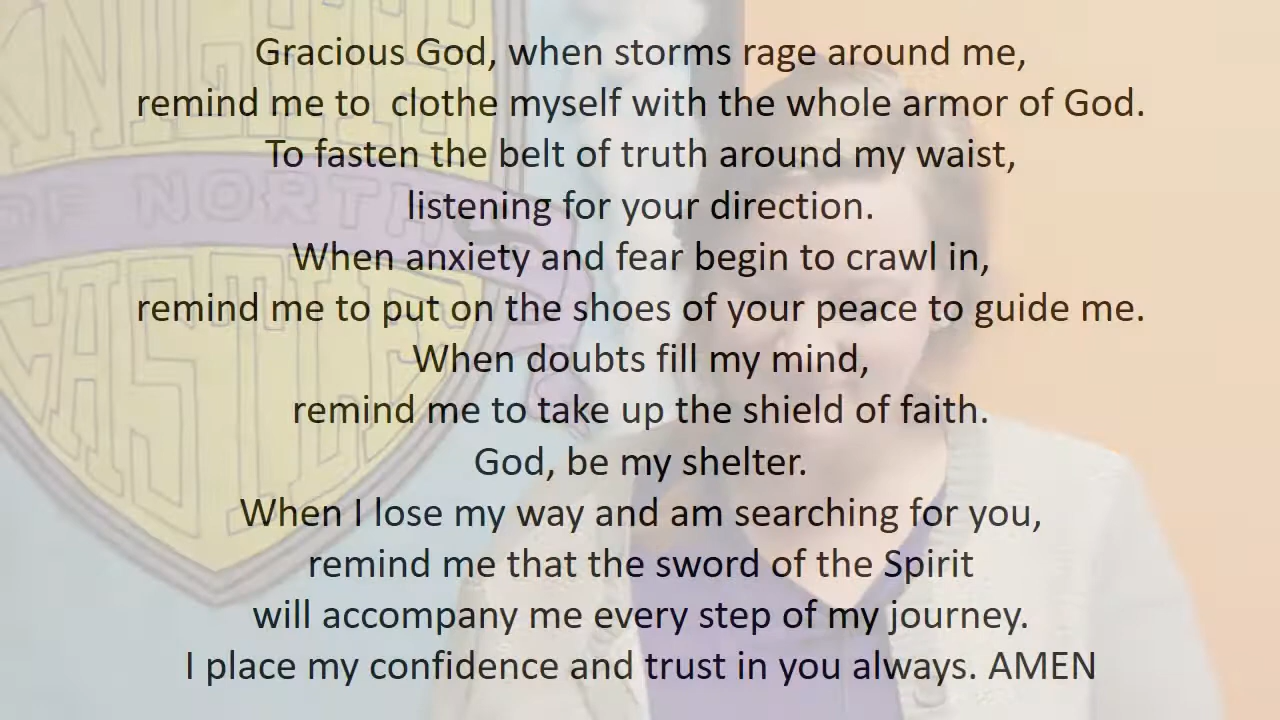 Gracious God, when storms rage around me,
remind me to  clothe myself with the whole armor of God.
To fasten the belt of truth around my waist,
listening for your direction.
When anxiety and fear begin to crawl in,
remind me to put on the shoes of your peace to guide me.
When doubts fill my mind,
remind me to take up the shield of faith.
God, be my shelter.
When I lose my way and am searching for you,
remind me that the sword of the Spirit
will accompany me every step of my journey.
I place my confidence and trust in you always. AMEN
KNIGHTS
OF NORTH
CASTLE